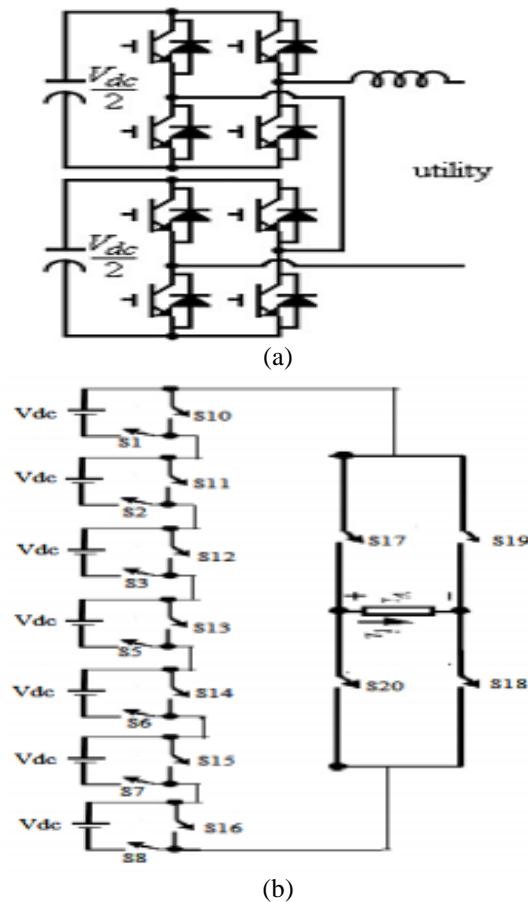 Vdc
2
Vdc
2
utility
(a)
Vdc
S10
S1
Vdc
S11
S2
Vdc
S12
S3
S17
S19
Vdc
S13
S5
+
-
Vdc
S14
S6
S20
S18
Vdc
S15
S7
Vdc
S16
S8
(b)